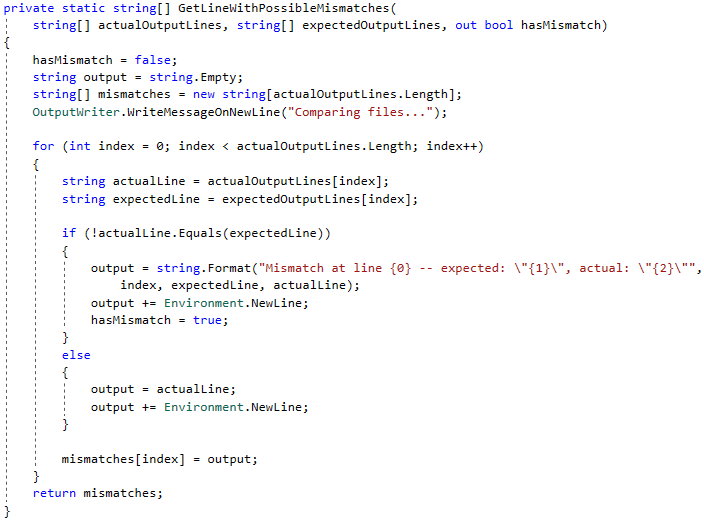 private static string[] GetLineWithPossibleMismatches(
    string[] actualOutputLines, string[] expectedOutputLines, out bool hasMismatch)
{
    hasMismatch = false;
    string output = string.Empty;
    string[] mismatches = new string[actualOutputLines.Length];
    OutputWriter.WriteMessageOnNewLine("Comparing files...");

    for (int index = 0; index < actualOutputLines.Length; index++)
    {
        string actualLine = actualOutputLines[index];
        string expectedLine = expectedOutputLines[index];

        if (!actualLine.Equals(expectedLine))
        {
            output = string.Format("Mismatch at line {0} -- expected: \"{1}\", actual: \"{2}\"",
                index, expectedLine, actualLine);
            output += Environment.NewLine;
            hasMismatch = true;
        }
        else
        {
            output = actualLine;
            output += Environment.NewLine;
        }

        mismatches[index] = output;
    }
    return mismatches;
}